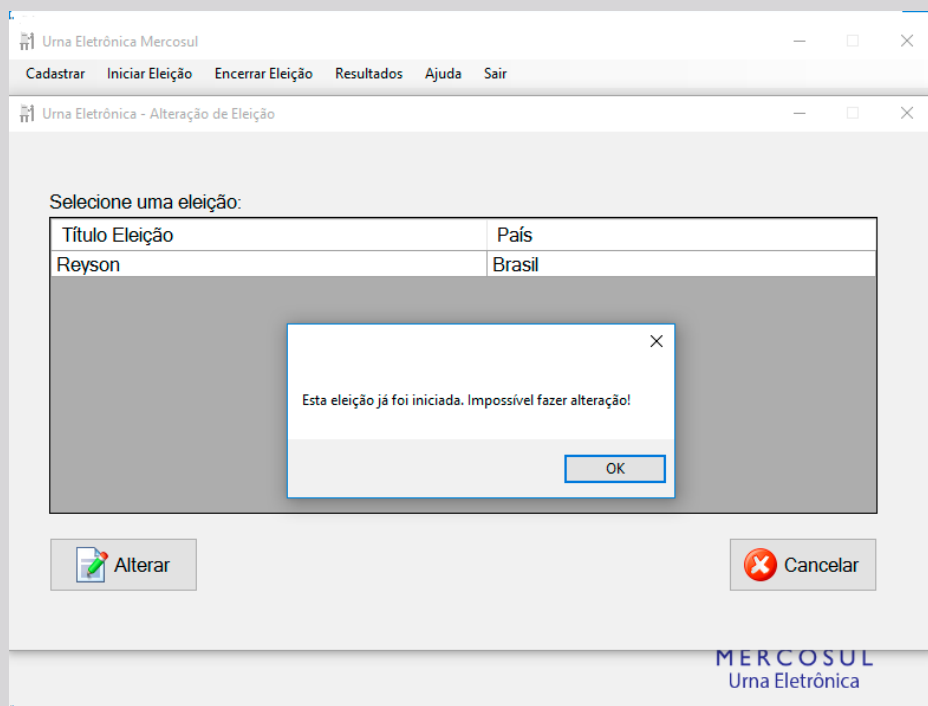 Urna Eletrônica Mercosul
Cadastrar Iniciar Eleição Encerrar Eleição Resultados Ajuda Sair
Urna Eletrônica - Alteração de Eleição
Selecione uma eleição:
Título Eleição País
Reyson Brasil
Esta eleição já foi iniciada. Impossível fazer alteração!
OK
Alterar Cancelar
MERCOSUL
Urna Eletrônica